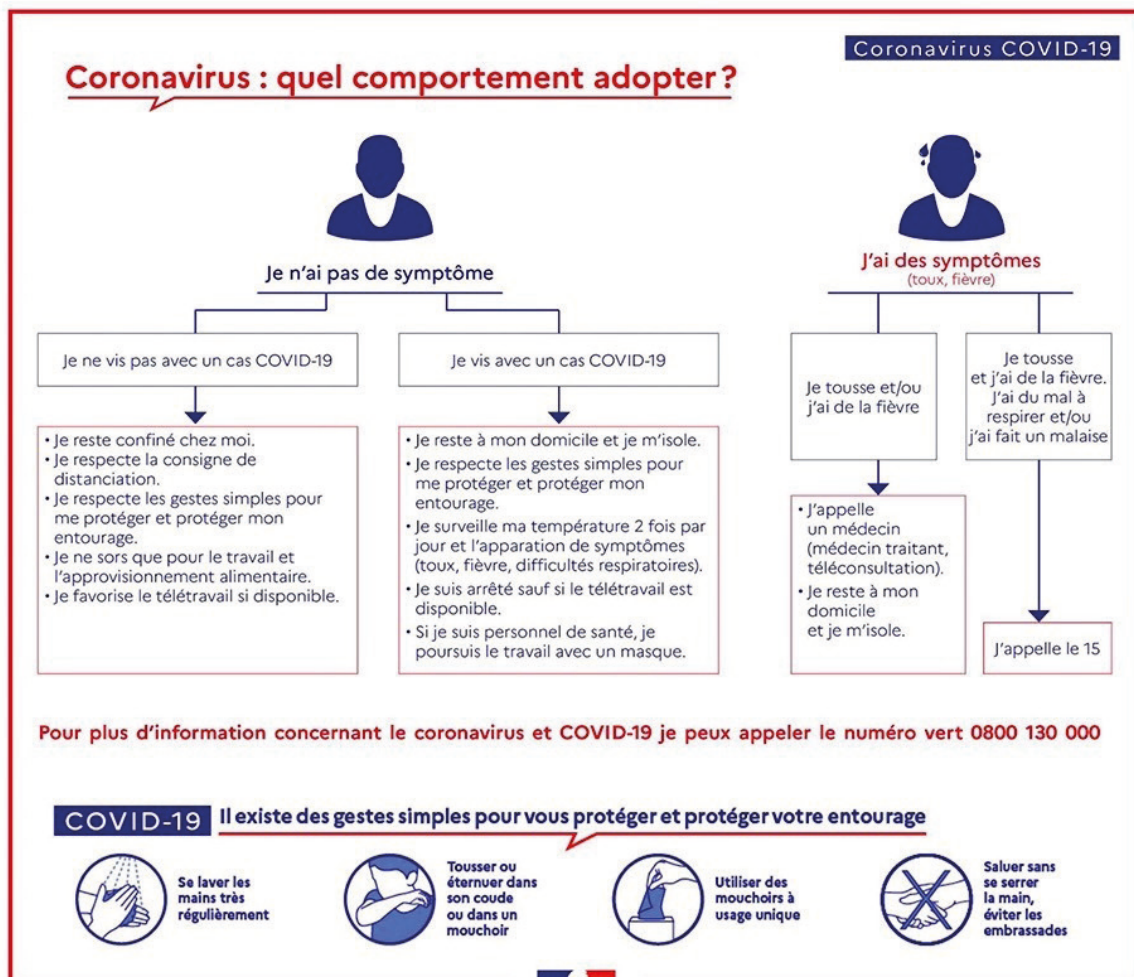 Coronavirus COVID-19
Coronavirus : quel comportement adopter ?
Je n'ai pas de symptôme
Je ne vis pas avec un cas COVID-19
• Je reste confiné chez moi.
• Je respecte la consigne de
distanciation.
• Je respecte les gestes simples pour
me protéger et protéger mon
entourage.
• Je ne sors que pour le travail et
l'approvisionnement alimentaire.
• Je favorise le télétravail si disponible.
Je vis avec un cas COVID-19
• Je reste à mon domicile et je m'isole.
• Je respecte les gestes simples pour
me protéger et protéger mon
entourage.
• Je surveille ma température 2 fois par
jour et l'apparation de symptômes
(toux, fièvre, difficultés respiratoires).
• Je suis arrêté sauf si le télétravail est
disponible.
• Si je suis personnel de santé, je
poursuis le travail avec un masque.
J'ai des symptômes
(toux, fièvre)
Je tousse et/ou
j'ai de la fièvre
• J'appelle
un médecin
(médecin traitant,
téléconsultation).
• Je reste à mon
domicile
et je m'isole.
Je tousse
et j'ai de la fièvre.
J'ai du mal à
respirer et/ou
j'ai fait un malaise
J'appelle le 15
Pour plus d'information concernant le coronavirus et COVID-19 je peux appeler le numéro vert 0800 130 000
COVID-19 Il existe des gestes simples pour vous protéger et protéger votre entourage
Se laver les
mains très
régulièrement
Tousser ou
éternuer dans
son coude
ou dans un
mouchoir
Utiliser des
mouchoirs à
usage unique
Saluer sans
se serrer
la main,
éviter les
embrassades